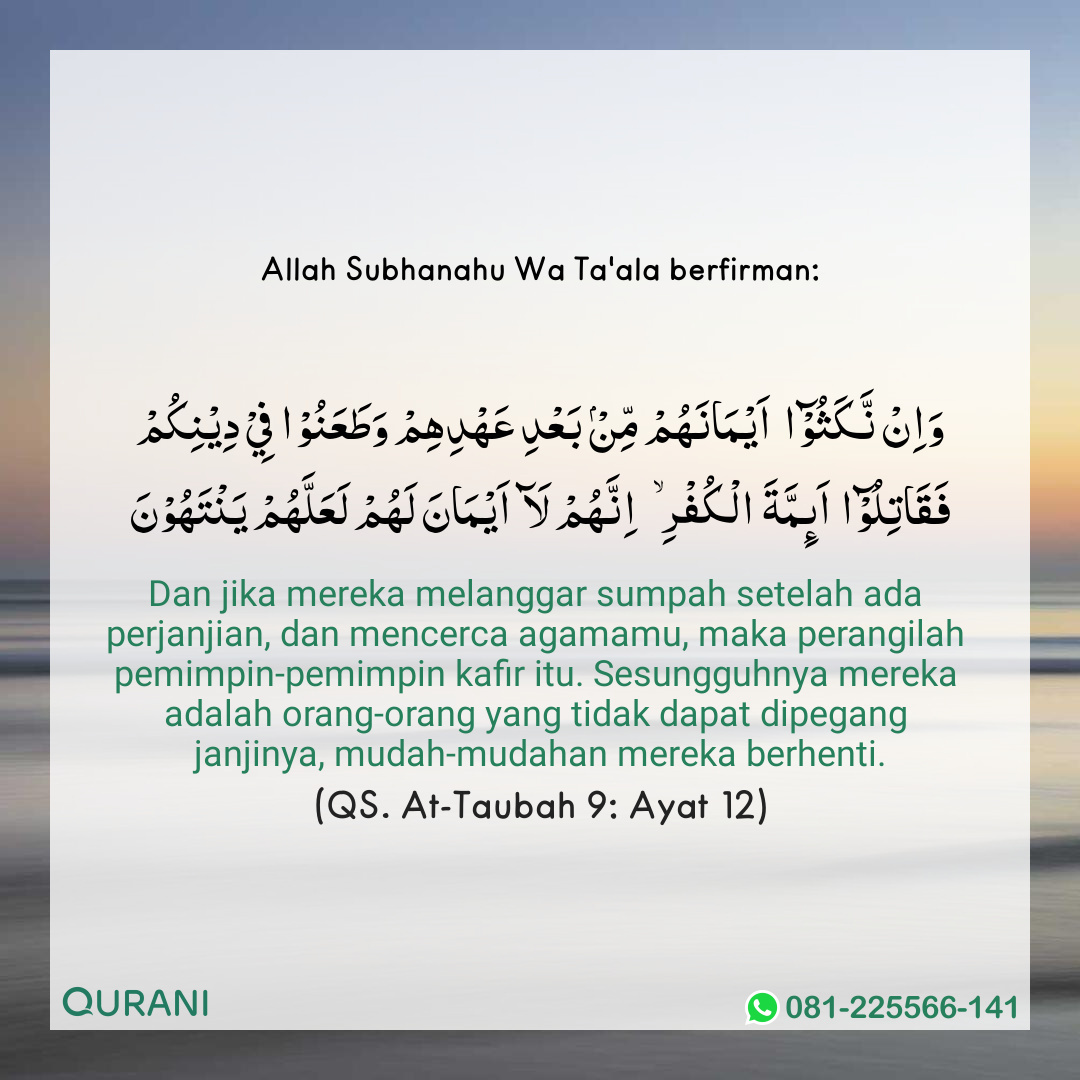 Allah Subhanahu Wa Ta'ala berfirman:
وَاِنْ نَّكَثُوْٓا اَيْمَانَهُمْ مِّنْۢ بَعْدِ عَهْدِهِمْ وَطَعَنُوْا فِيْ دِيْنِكُمْ
فَقَاتِلُوْٓا اَىِٕمَّةَ الْكُفْرِۙ اِنَّهُمْ لَآ اَيْمَانَ لَهُمْ لَعَلَّهُمْ يَنْتَهُوْنَ
Dan jika mereka melanggar sumpah setelah ada
perjanjian, dan mencerca agamamu, maka perangilah
pemimpin-pemimpin kafir itu. Sesungguhnya mereka
adalah orang-orang yang tidak dapat dipegang
janjinya, mudah-mudahan mereka berhenti.
(QS. At-Taubah 9: Ayat 12)
QURANI
081-225566-141